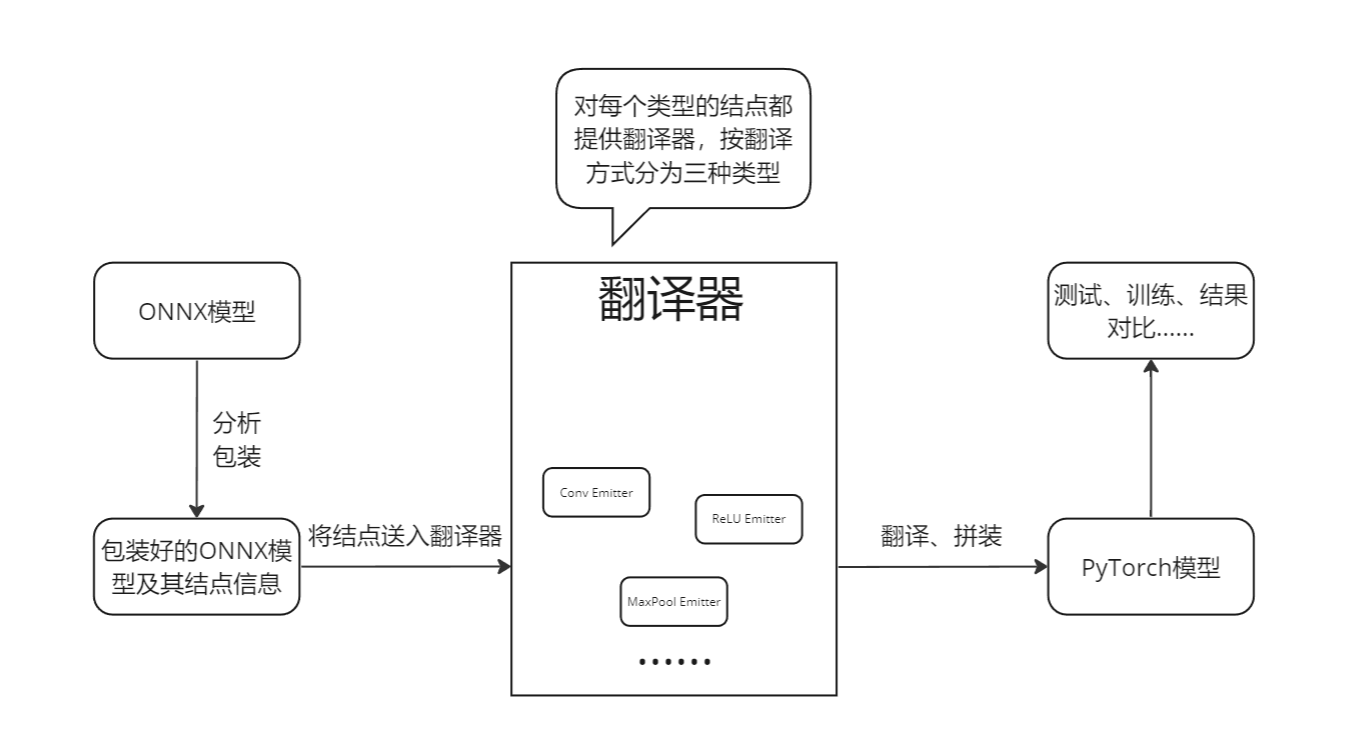 对每个类型的结点都
提供翻译器，按翻译
方式分为三种类型
翻译器
ONNX模型
测试、训练、结果
对比......
分析
包装
Conv Emitter
ReLU Emitter
将结点送入翻译器
翻译、拼装
包装好的ONNX模
型及其结点信息
PyTorch模型
MaxPool Emitter
......